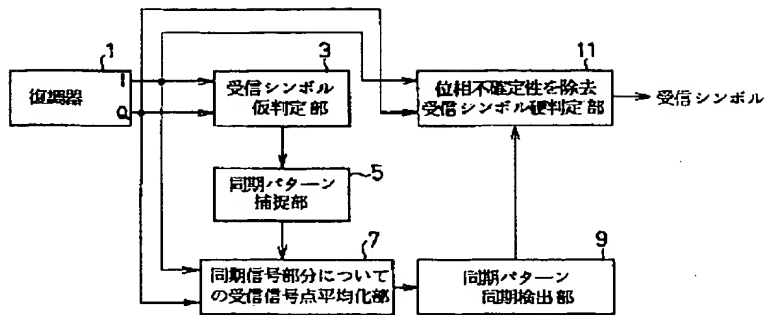 1
復調器
I
Q
3
受信シンボル
仮判定部
11
位相不確定性を除去
受信シンボル硬判定部
受信シンボル
5
同期パターン
捕捉部
7
同期信号部分について
の受信信号点平均化部
9
同期パターン
同期検出部